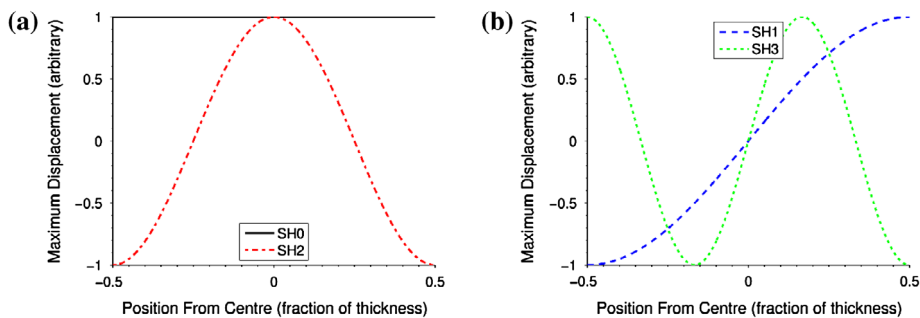 (a)
Maximum Displacement (arbitrary)
1
0.5
0
−0.5
−1
SH0
SH2
−0.5
0
0.5
Position From Centre (fraction of thickness)
(b)
Maximum Displacement (arbitrary)
1
0.5
0
−0.5
−1
SH1
SH3
−0.5
0
0.5
Position From Centre (fraction of thickness)